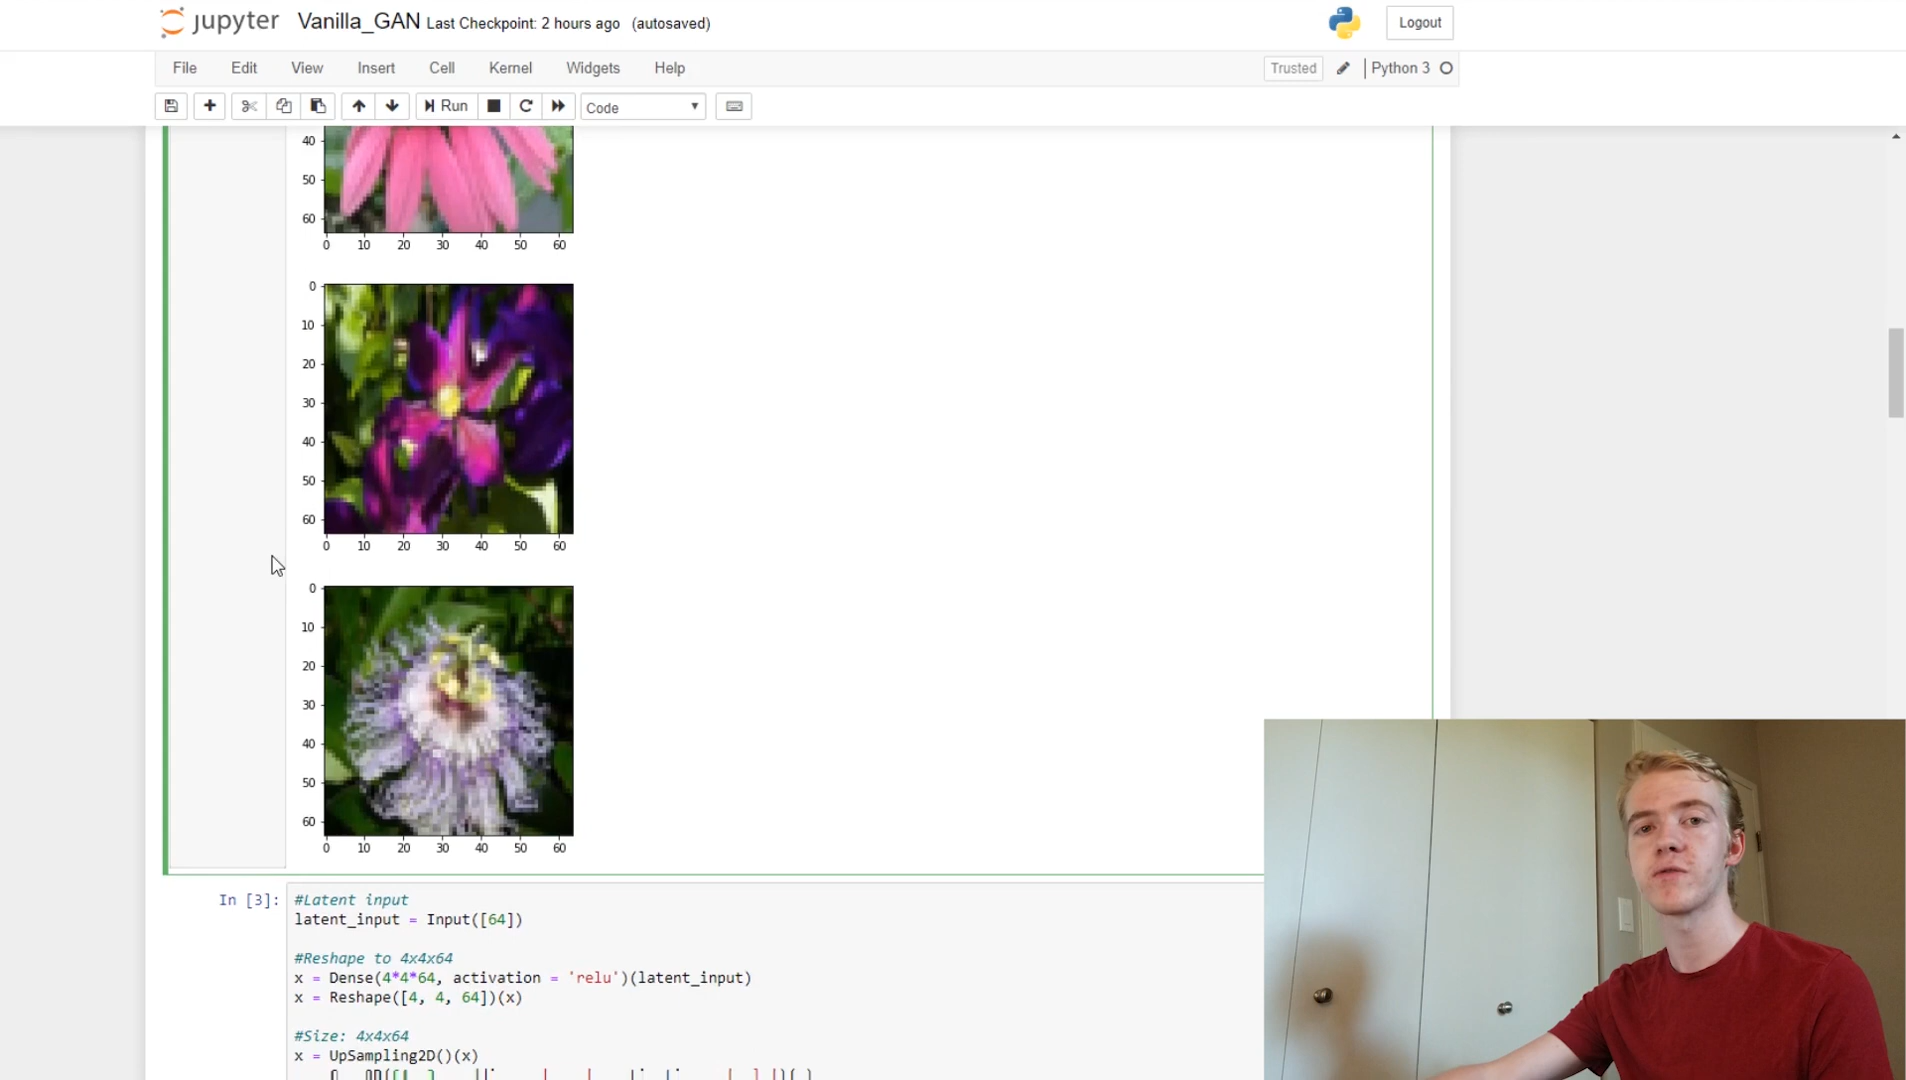 jupyter Vanilla_GAN Last Checkpoint: 2 hours ago (autosaved) Logout
File Edit View Insert Cell Kernel Widgets Help Trusted Python 3
Run Code
40
50
60
0 10 20 30 40 50 60
0
10
20
30
40
50
60
0 10 20 30 40 50 60
0
10
20
30
40
50
60
0 10 20 30 40 50 60
In [3]: #Latent input
latent_input = Input([64])
#Reshape to 4x4x64
x = Dense(4*4*64, activation = 'relu')(latent_input)
x = Reshape([4, 4, 64])(x)
#Size: 4x4x64
x = UpSampling2D()(x)